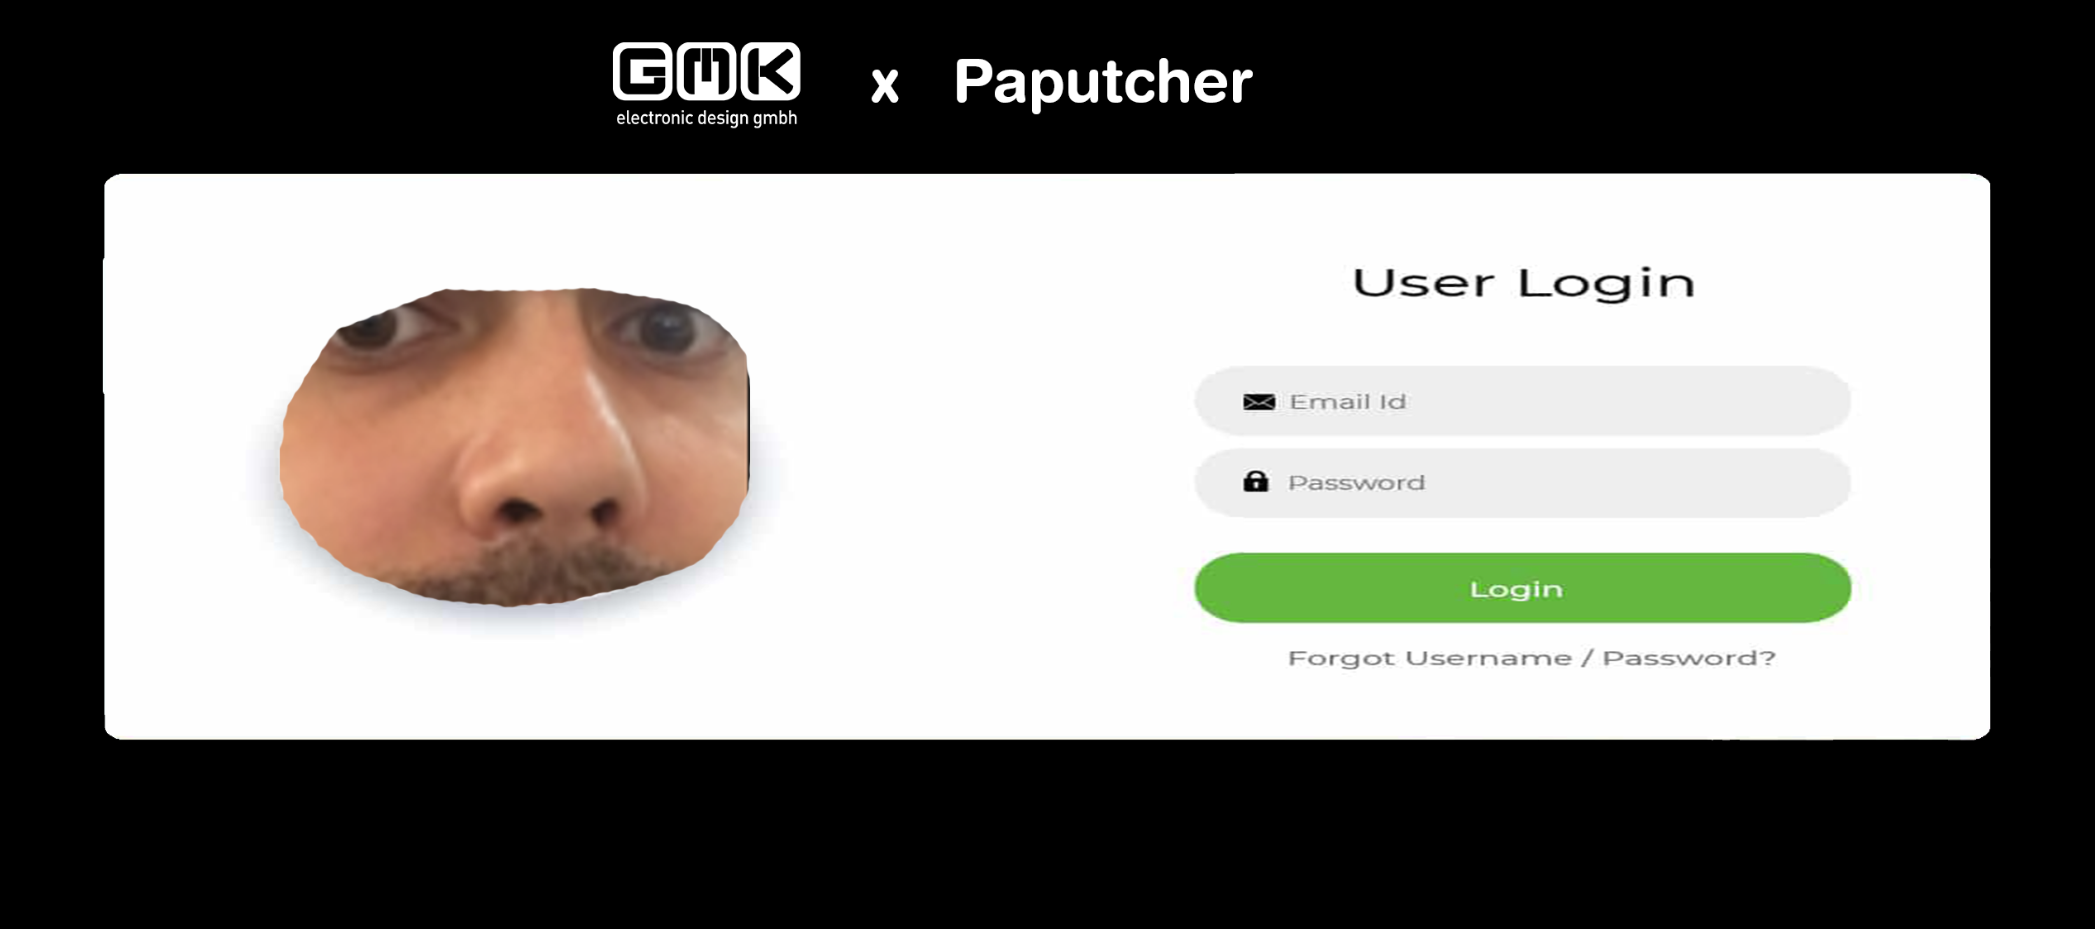 GMK x Paputcher
electronic design gmbh
User Login
Email Id
Password
Login
Forgot Username / Password?